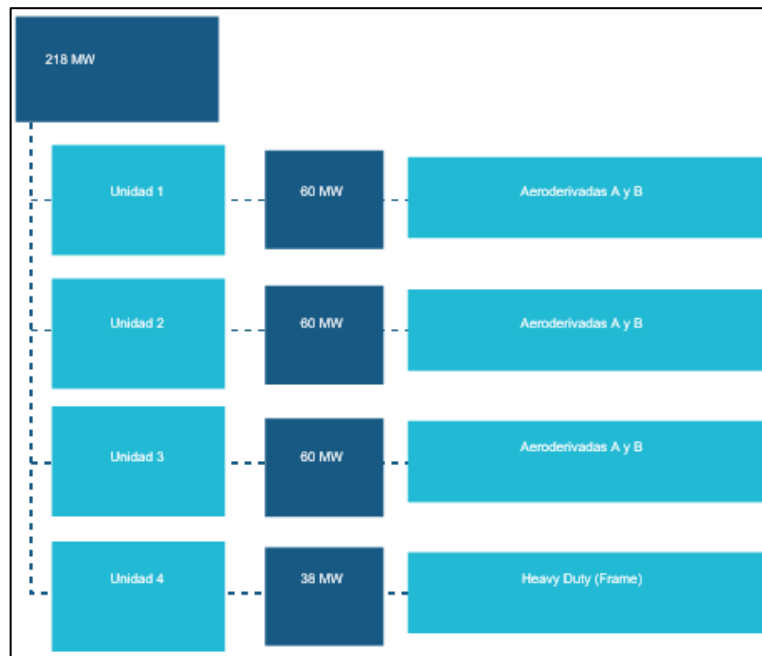 218 MW
Unidad 1
60 MW
Aeroderivadas A y B
Unidad 2
60 MW
Aeroderivadas A y B
Unidad 3
60 MW
Aeroderivadas A y B
Unidad 4
38 MW
Heavy Duty (Frame)